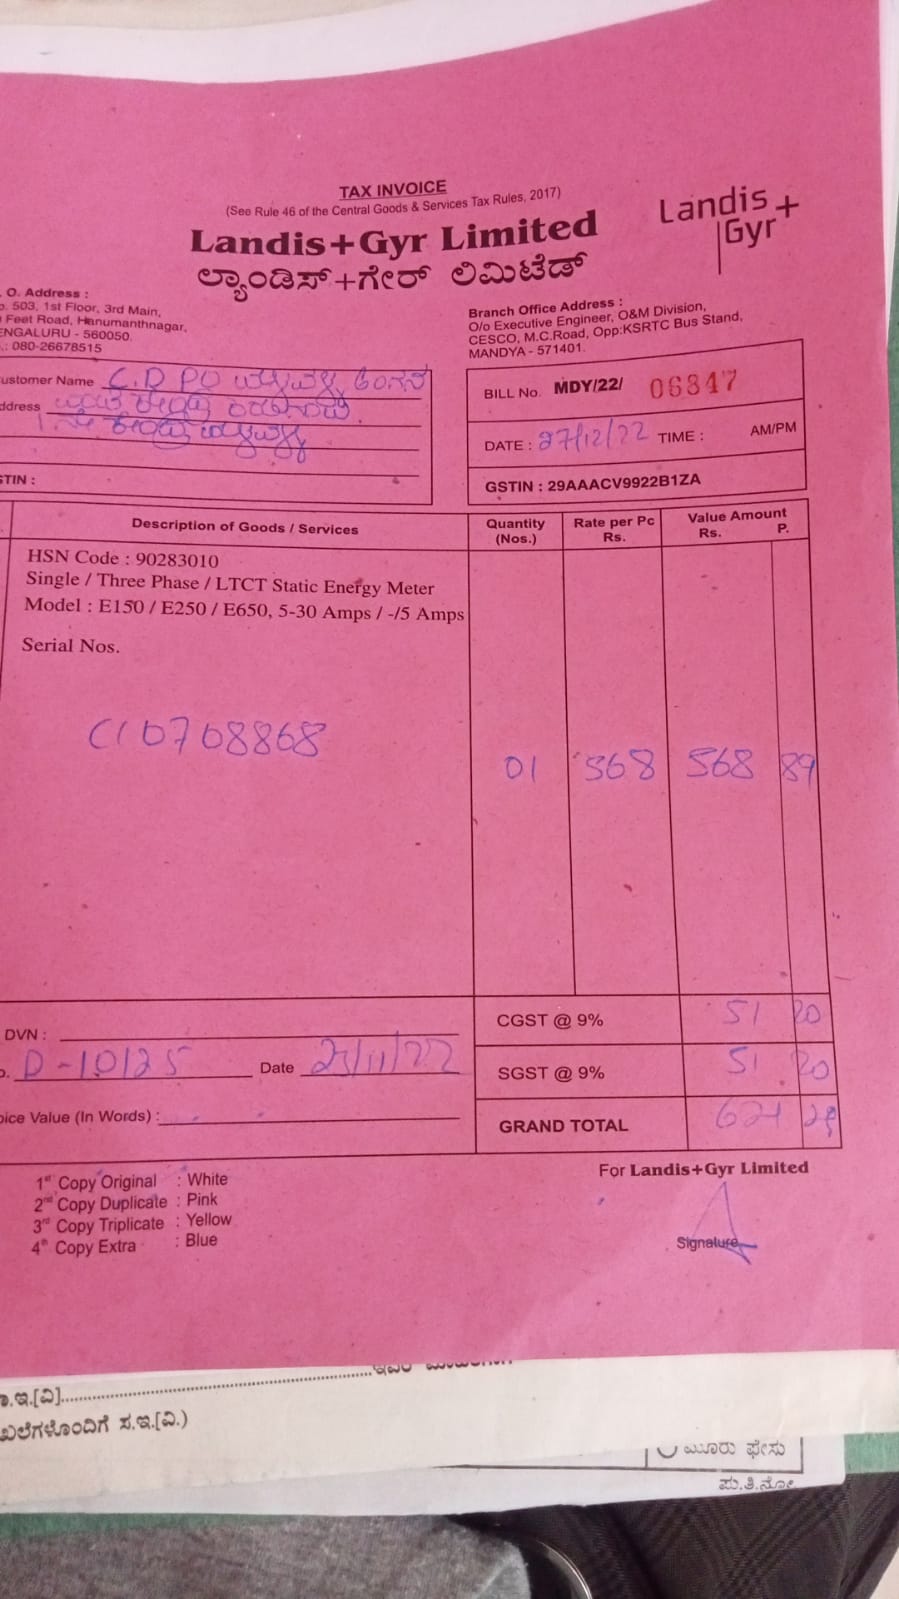 TAX INVOICE
(See Rule 46 of the Central Goods & Services Tax Rules, 2017)
Landis+Gyr Limited
ಲ್ಯಾಂಡಿಸ್+ಗೇರ್ ಲಿಮಿಟೆಡ್
Landis+
Gyr
. O. Address :
o. 503, 1st Floor, 3rd Main,
Feet Road, Hanumanthnagar,
ENGALURU - 560050.
.: 080-26678515
Branch Office Address :
O/o Executive Engineer, O&M Division,
CESCO, M.C.Road, Opp:KSRTC Bus Stand,
MANDYA - 571401.
ustomer Name C.D.PO
ddress
STIN :
BILL No. MDY/22/ 06347
DATE : 27/12/22 TIME : AM/PM
GSTIN : 29AAACV9922B1ZA
Description of Goods / Services
Quantity (Nos.)
Rate per Pc Rs.
Value Amount Rs. P.
HSN Code : 90283010
Single / Three Phase / LTCT Static Energy Meter
Model : E150 / E250 / E650, 5-30 Amps / -/5 Amps
Serial Nos.
C10708868
01 568 568 89
DVN :
o. D-10125 Date 23/11/22
oice Value (In Words) :
CGST @ 9% 51 20
SGST @ 9% 51 20
GRAND TOTAL
1st Copy Original : White
2nd Copy Duplicate : Pink
3rd Copy Triplicate : Yellow
4th Copy Extra : Blue
For Landis+Gyr Limited
Signature
ಾ.ಇ.[ವಿ]
ಖಲೆಗಳೊಂದಿಗೆ ಸ.ಇ.[ವಿ.)
ಮೂರು ಫೇಸು
ಪು.ತಿ.ನೋ